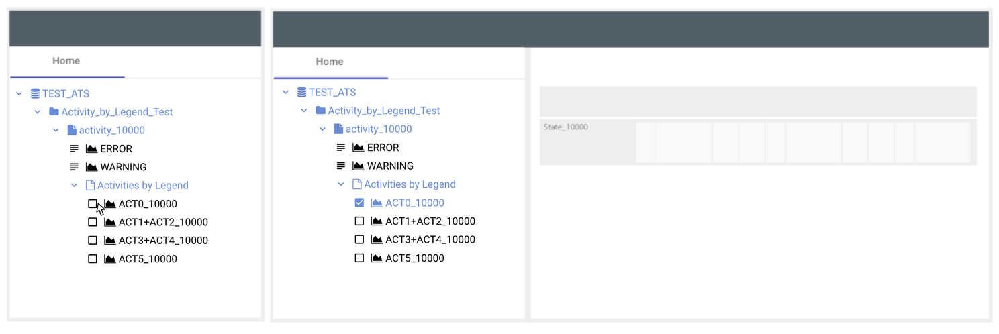 Home
TEST_ATS
Activity_by_Legend_Test
activity_10000
ERROR
WARNING
Activities by Legend
ACT0_10000
ACT1+ACT2_10000
ACT3+ACT4_10000
ACT5_10000
Home
TEST_ATS
Activity_by_Legend_Test
activity_10000
ERROR
WARNING
Activities by Legend
ACT0_10000
ACT1+ACT2_10000
ACT3+ACT4_10000
ACT5_10000
State_10000